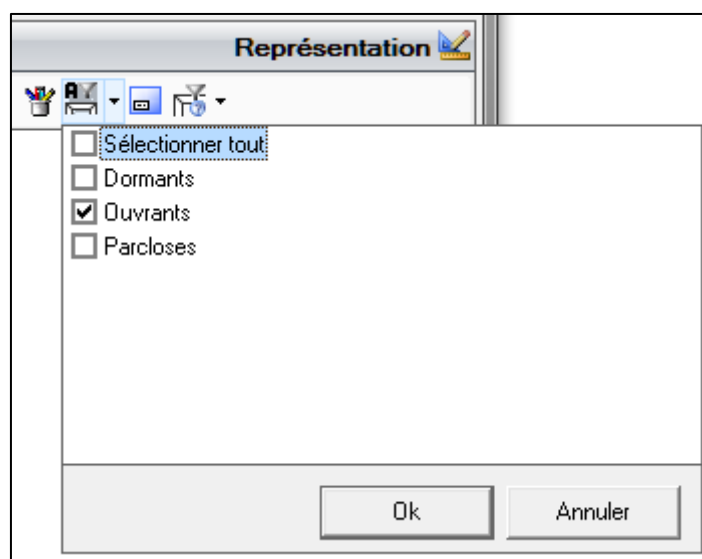 Représentation
Sélectionner tout
Dormants
Ouvrants
Parcloses
Ok Annuler